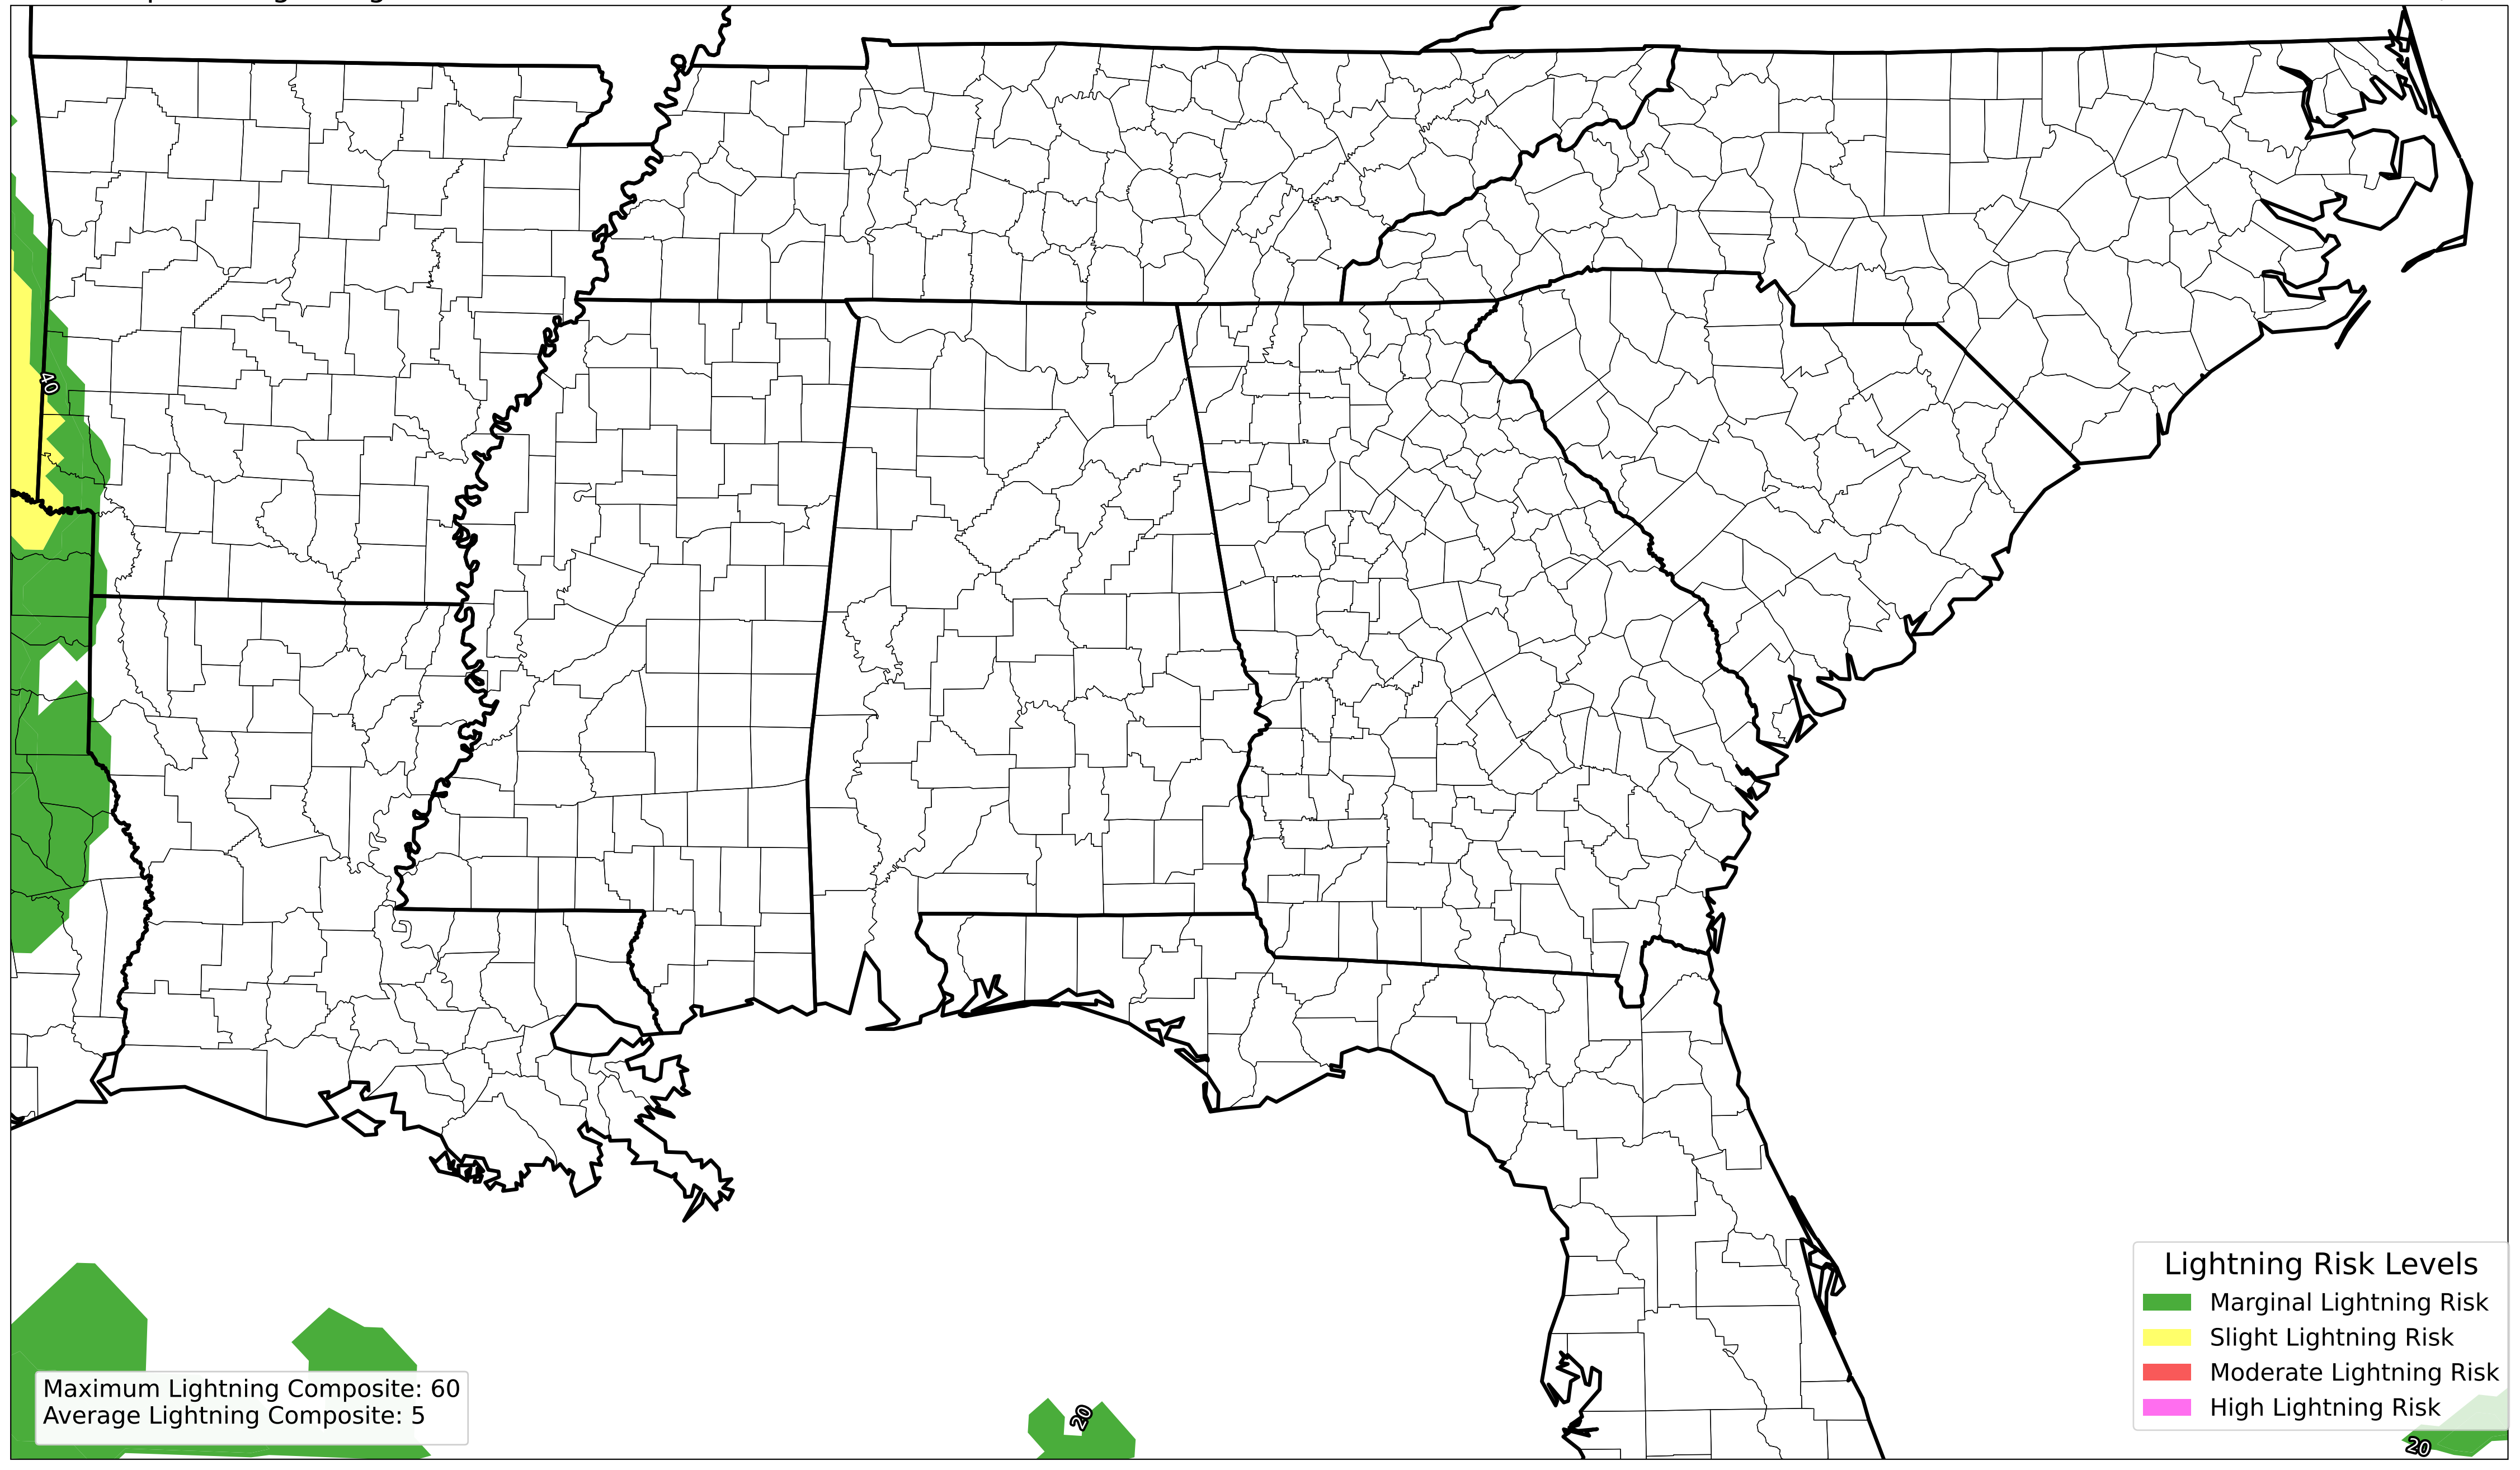 40
Lightning Risk Levels
Marginal Lightning Risk
Slight Lightning Risk
Moderate Lightning Risk
High Lightning Risk
Maximum Lightning Composite: 60
Average Lightning Composite: 5
20
20